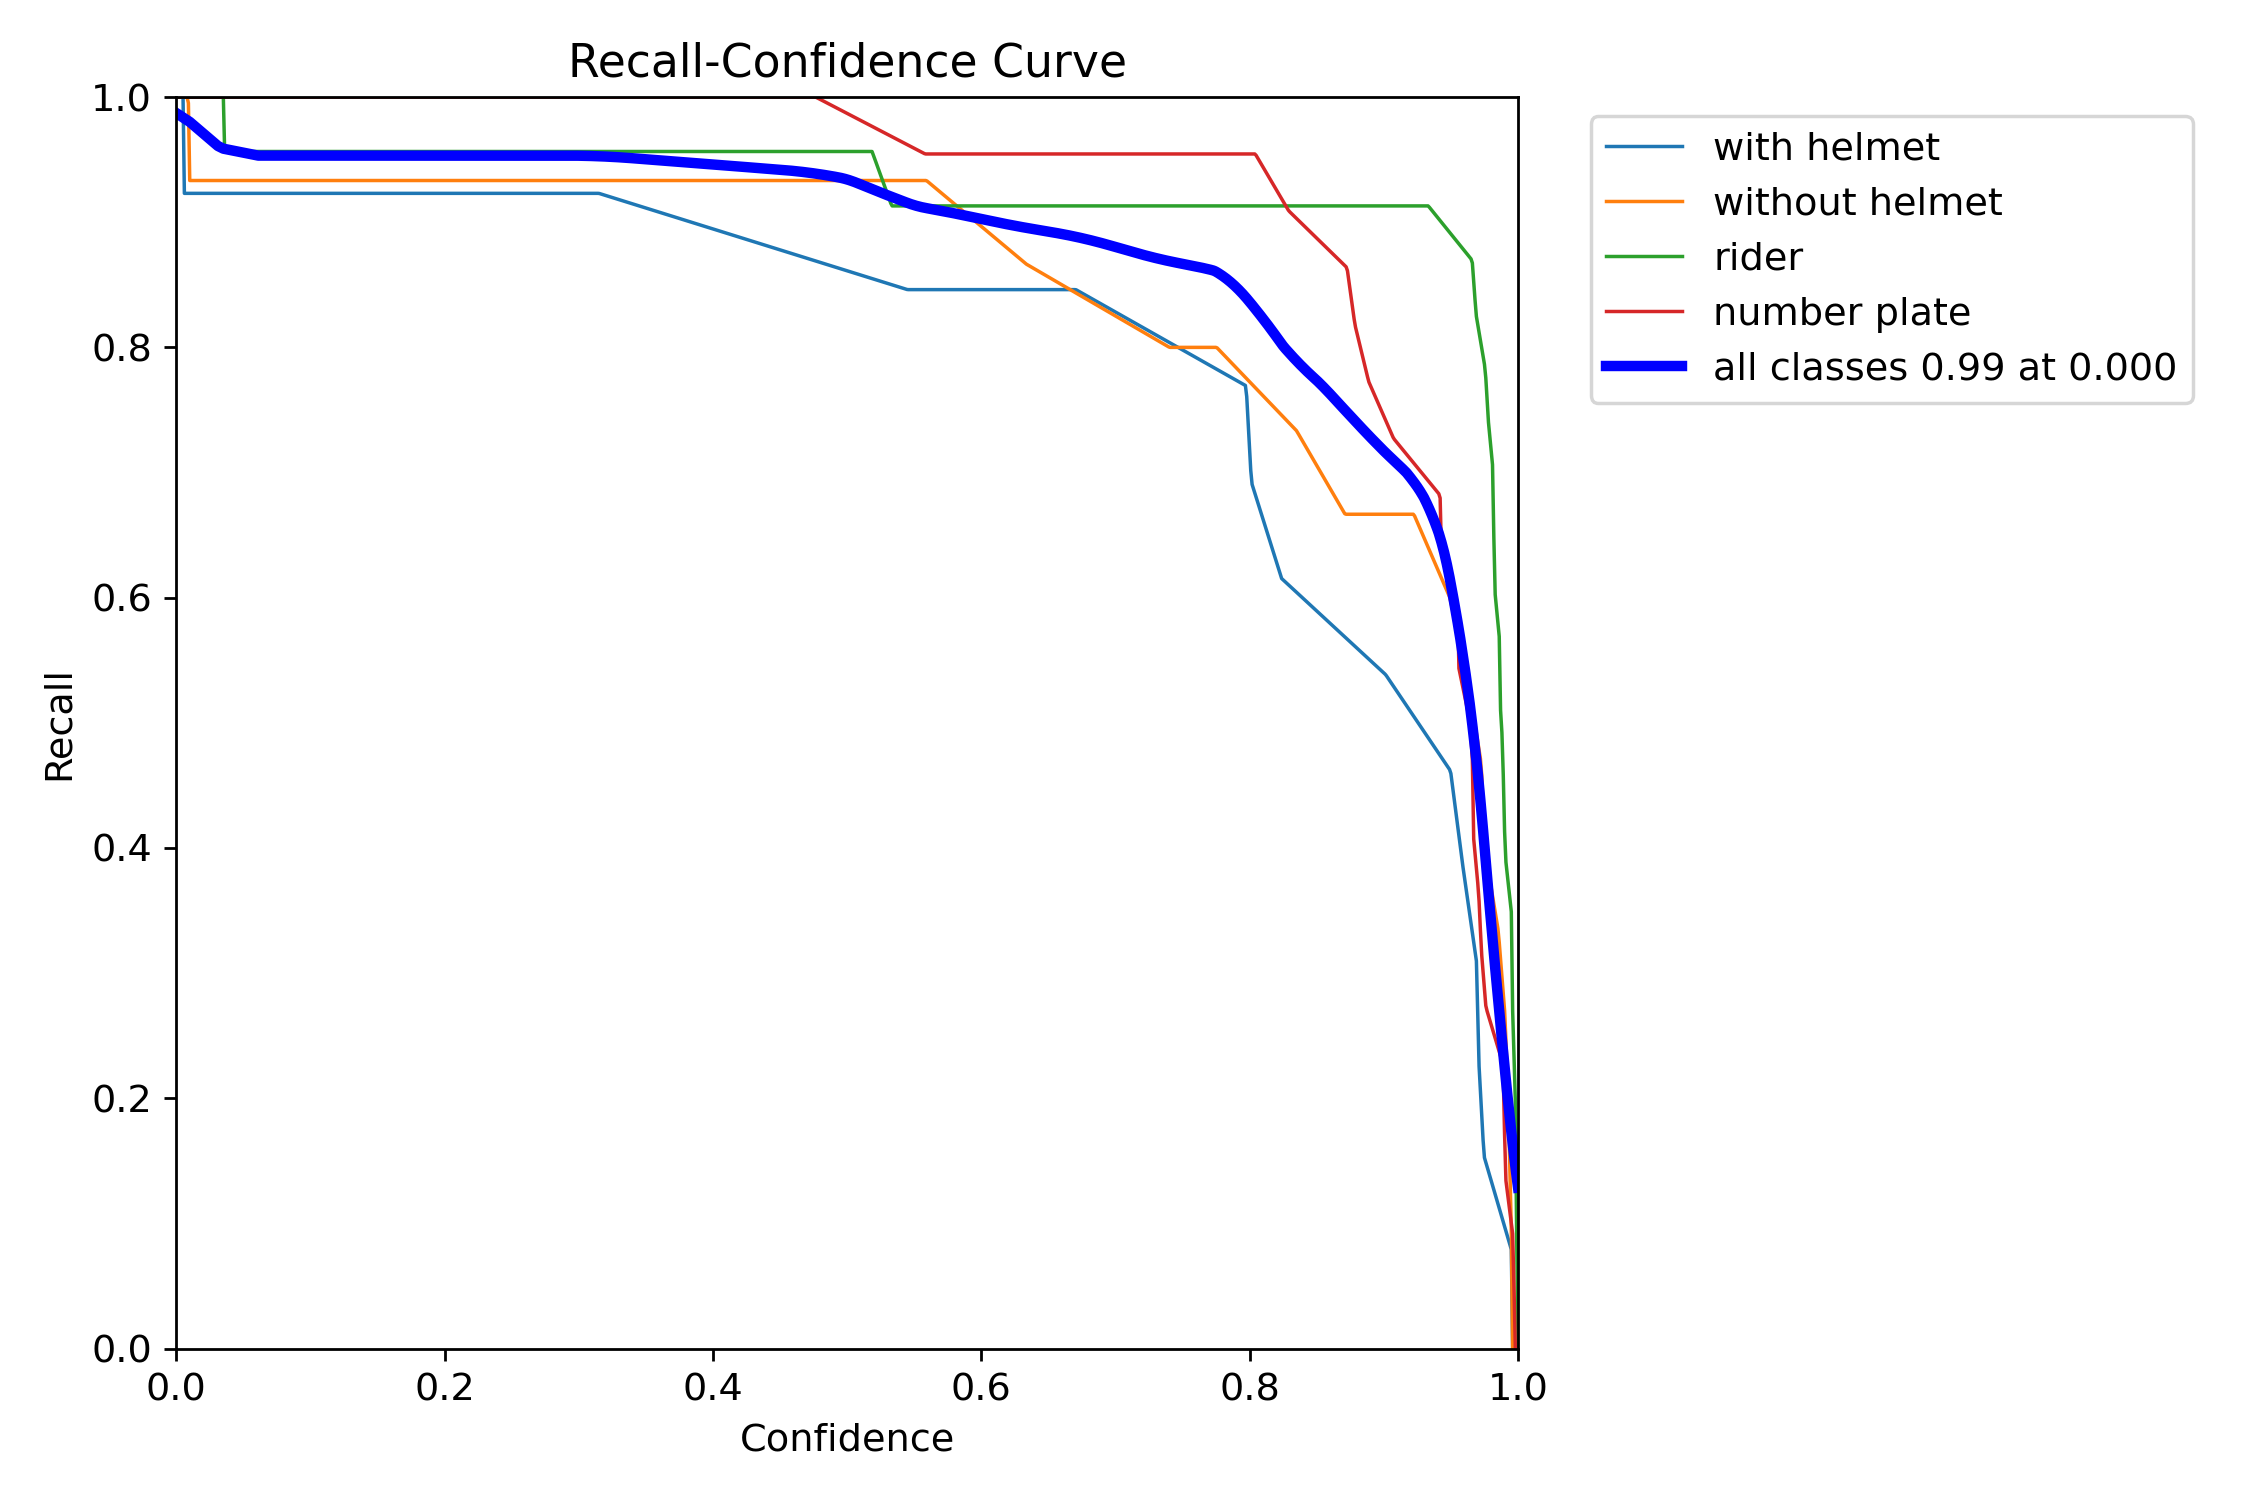 Recall-Confidence Curve
1.0
0.8
0.6
0.4
0.2
0.0
Recall
0.0 0.2 0.4 0.6 0.8 1.0
Confidence
with helmet
without helmet
rider
number plate
all classes 0.99 at 0.000